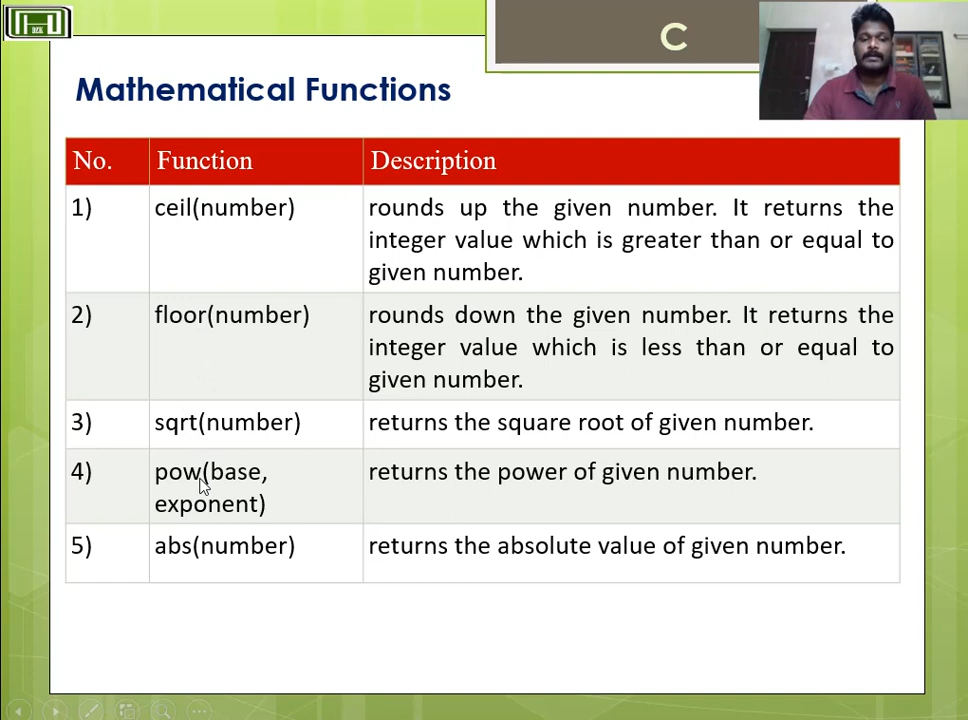 C
Mathematical Functions
No. Function Description
1) ceil(number) rounds up the given number. It returns the
integer value which is greater than or equal to
given number.
2) floor(number) rounds down the given number. It returns the
integer value which is less than or equal to
given number.
3) sqrt(number) returns the square root of given number.
4) pow(base, returns the power of given number.
exponent)
5) abs(number) returns the absolute value of given number.